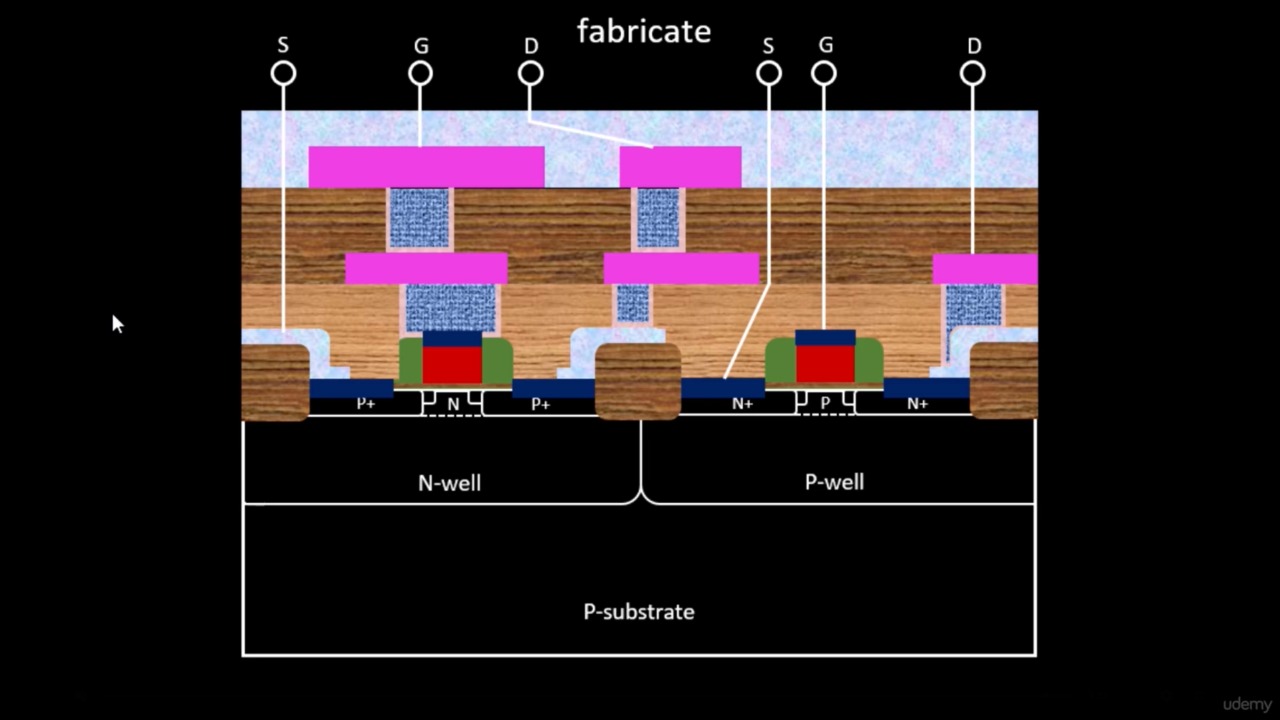 fabricate
S G D S G D
P+ N P+ N+ P N+
N-well P-well
P-substrate
udemy